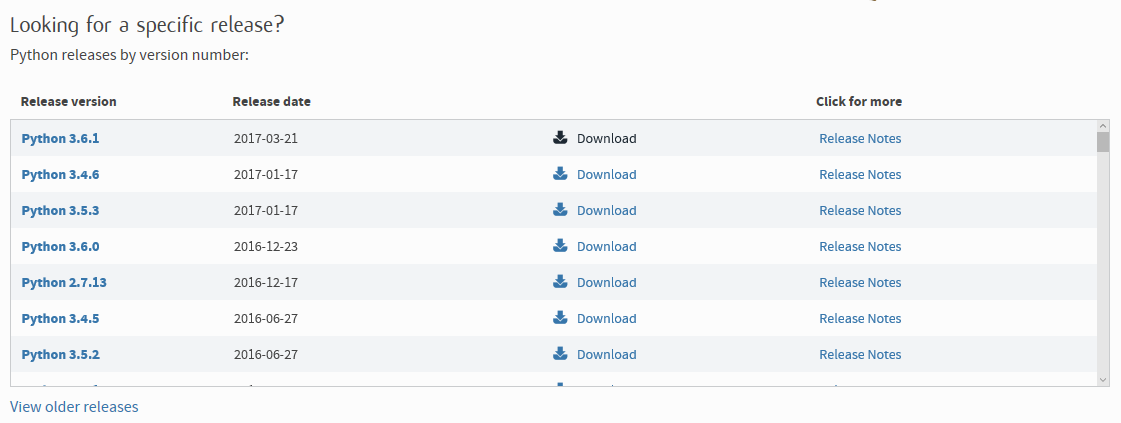 Looking for a specific release?
Python releases by version number:
Release version Release date Click for more
Python 3.6.1 2017-03-21 Download Release Notes
Python 3.4.6 2017-01-17 Download Release Notes
Python 3.5.3 2017-01-17 Download Release Notes
Python 3.6.0 2016-12-23 Download Release Notes
Python 2.7.13 2016-12-17 Download Release Notes
Python 3.4.5 2016-06-27 Download Release Notes
Python 3.5.2 2016-06-27 Download Release Notes
View older releases